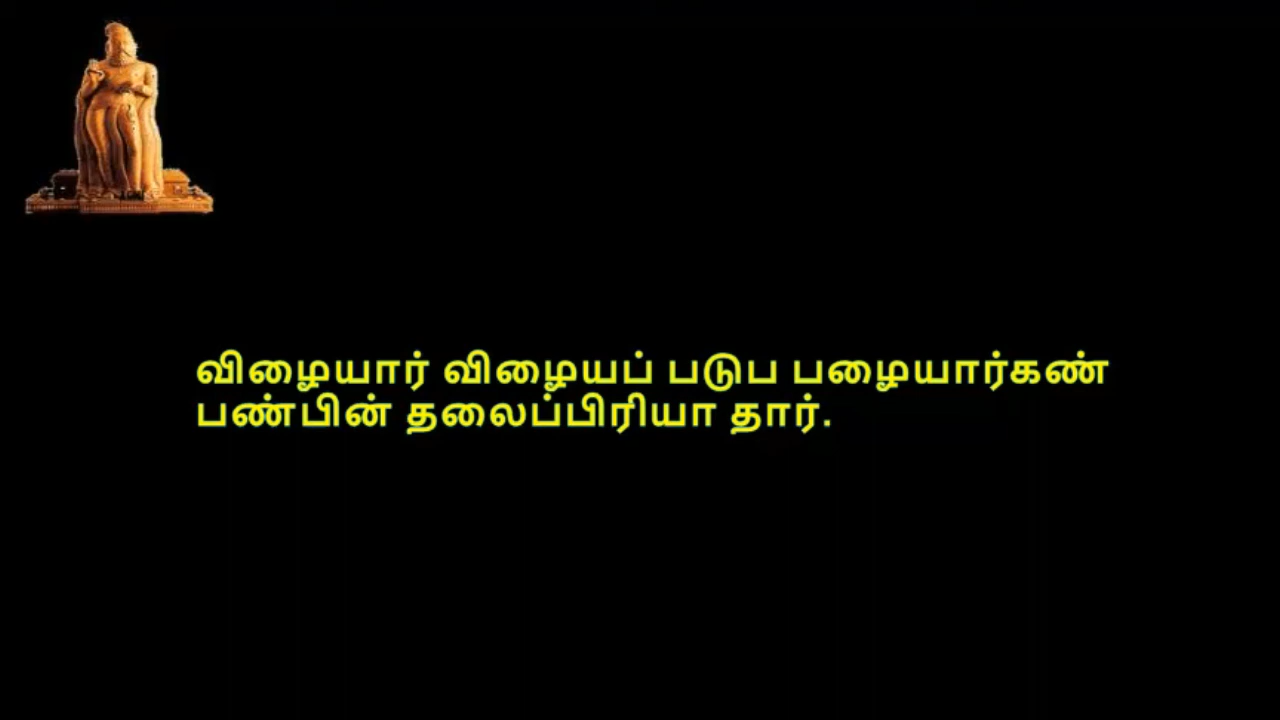 விழையார் விழையப் படுப பழையார்கண்
பண்பின் தலைப்பிரியா தார்.